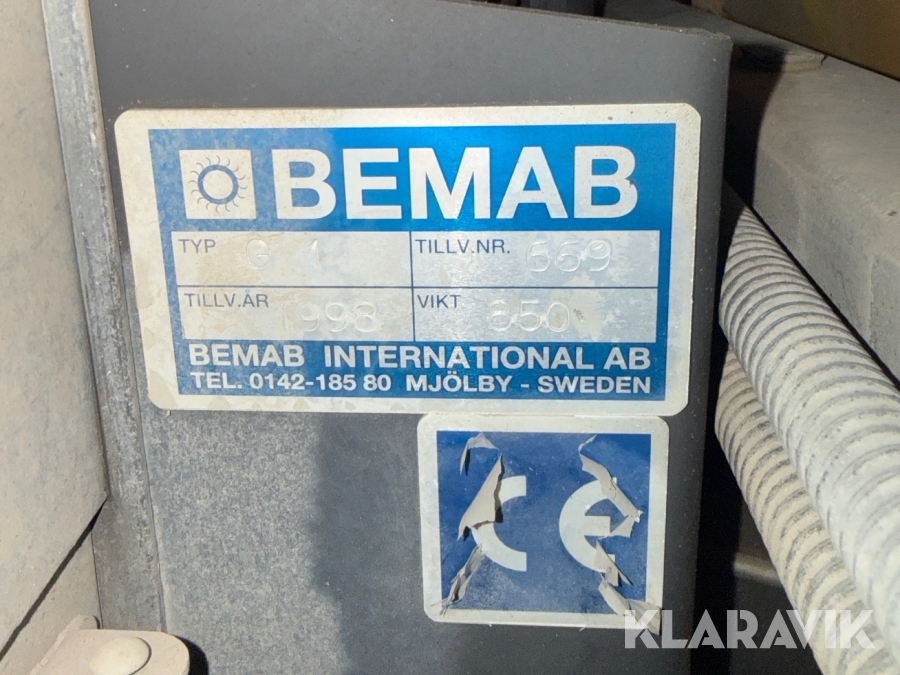 BEMAB
TYP G 1 TILLV.NR. 669
TILLV.ÅR 1998 VIKT 650
BEMAB INTERNATIONAL AB
TEL. 0142-185 80 MJÖLBY - SWEDEN
CE
KLARAVIK